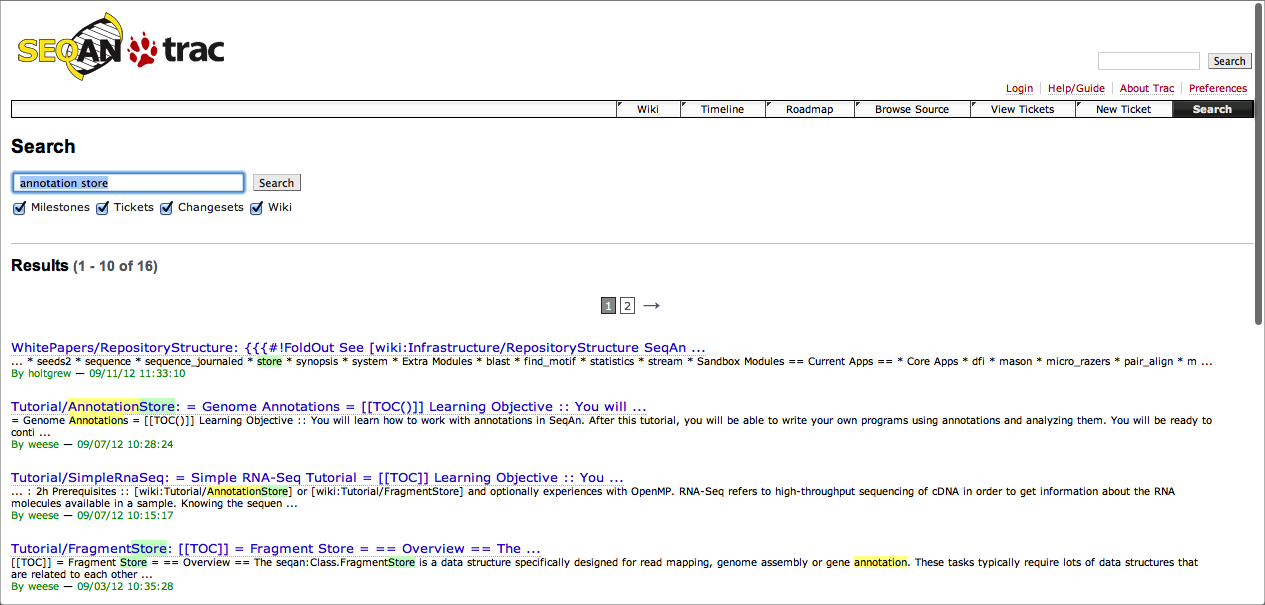 SEQAN trac
Search
Login Help/Guide About Trac Preferences
Wiki Timeline Roadmap Browse Source View Tickets New Ticket Search
Search
annotation store Search
Milestones Tickets Changesets Wiki
Results (1 - 10 of 16)
1 2 →
WhitePapers/RepositoryStructure: {{{#!FoldOut See [wiki:Infrastructure/RepositoryStructure SeqAn ...
... * seeds2 * sequence * sequence_journaled * store * synopsis * system * Extra Modules * blast * find_motif * statistics * stream * Sandbox Modules == Current Apps == * Core Apps * dfi * mason * micro_razers * pair_align * m ...
By holtgrew — 09/11/12 11:33:10
Tutorial/AnnotationStore: = Genome Annotations = [[TOC()]] Learning Objective :: You will ...
= Genome Annotations = [[TOC()]] Learning Objective :: You will learn how to work with annotations in SeqAn. After this tutorial, you will be able to write your own programs using annotations and analyzing them. You will be ready to
conti ...
By weese — 09/07/12 10:28:24
Tutorial/SimpleRnaSeq: = Simple RNA-Seq Tutorial = [[TOC]] Learning Objective :: You ...
... : 2h Prerequisites :: [wiki:Tutorial/AnnotationStore] or [wiki:Tutorial/FragmentStore] and optionally experiences with OpenMP. RNA-Seq refers to high-throughput sequencing of cDNA in order to get information about the RNA
molecules available in a sample. Knowing the sequen ...
By weese — 09/07/12 10:15:17
Tutorial/FragmentStore: [[TOC]] = Fragment Store = == Overview == The ...
[[TOC]] = Fragment Store = == Overview == The seqan:Class.FragmentStore is a data structure specifically designed for read mapping, genome assembly or gene annotation. These tasks typically require lots of data structures that
are related to each other ...
By weese — 09/03/12 10:35:28